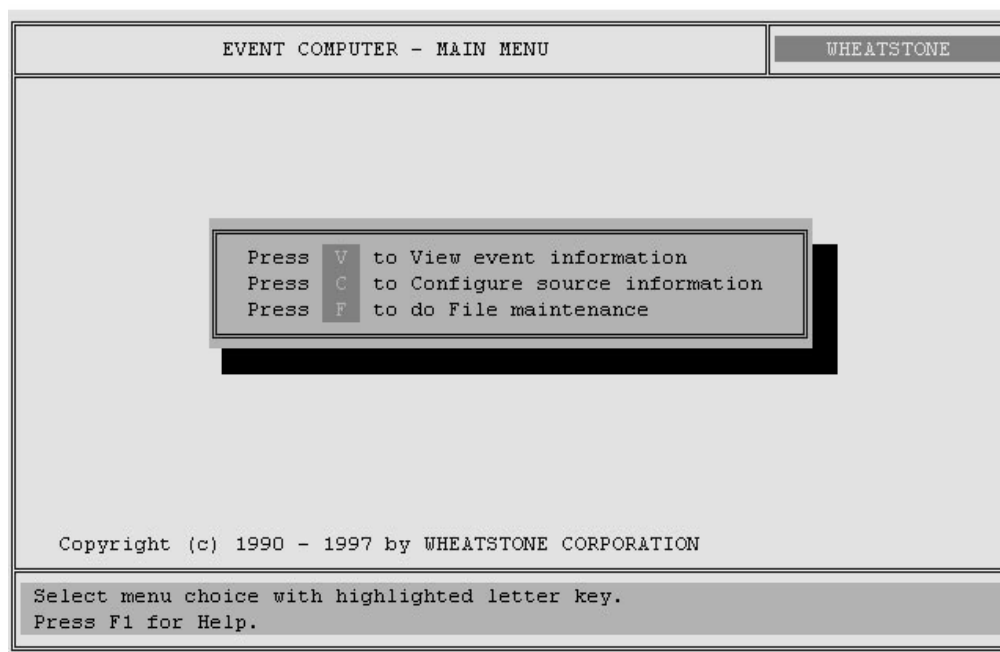 EVENT COMPUTER - MAIN MENU
WHEATSTONE
Press V to View event information
Press C to Configure source information
Press F to do File maintenance
Copyright (c) 1990 - 1997 by WHEATSTONE CORPORATION
Select menu choice with highlighted letter key.
Press F1 for Help.